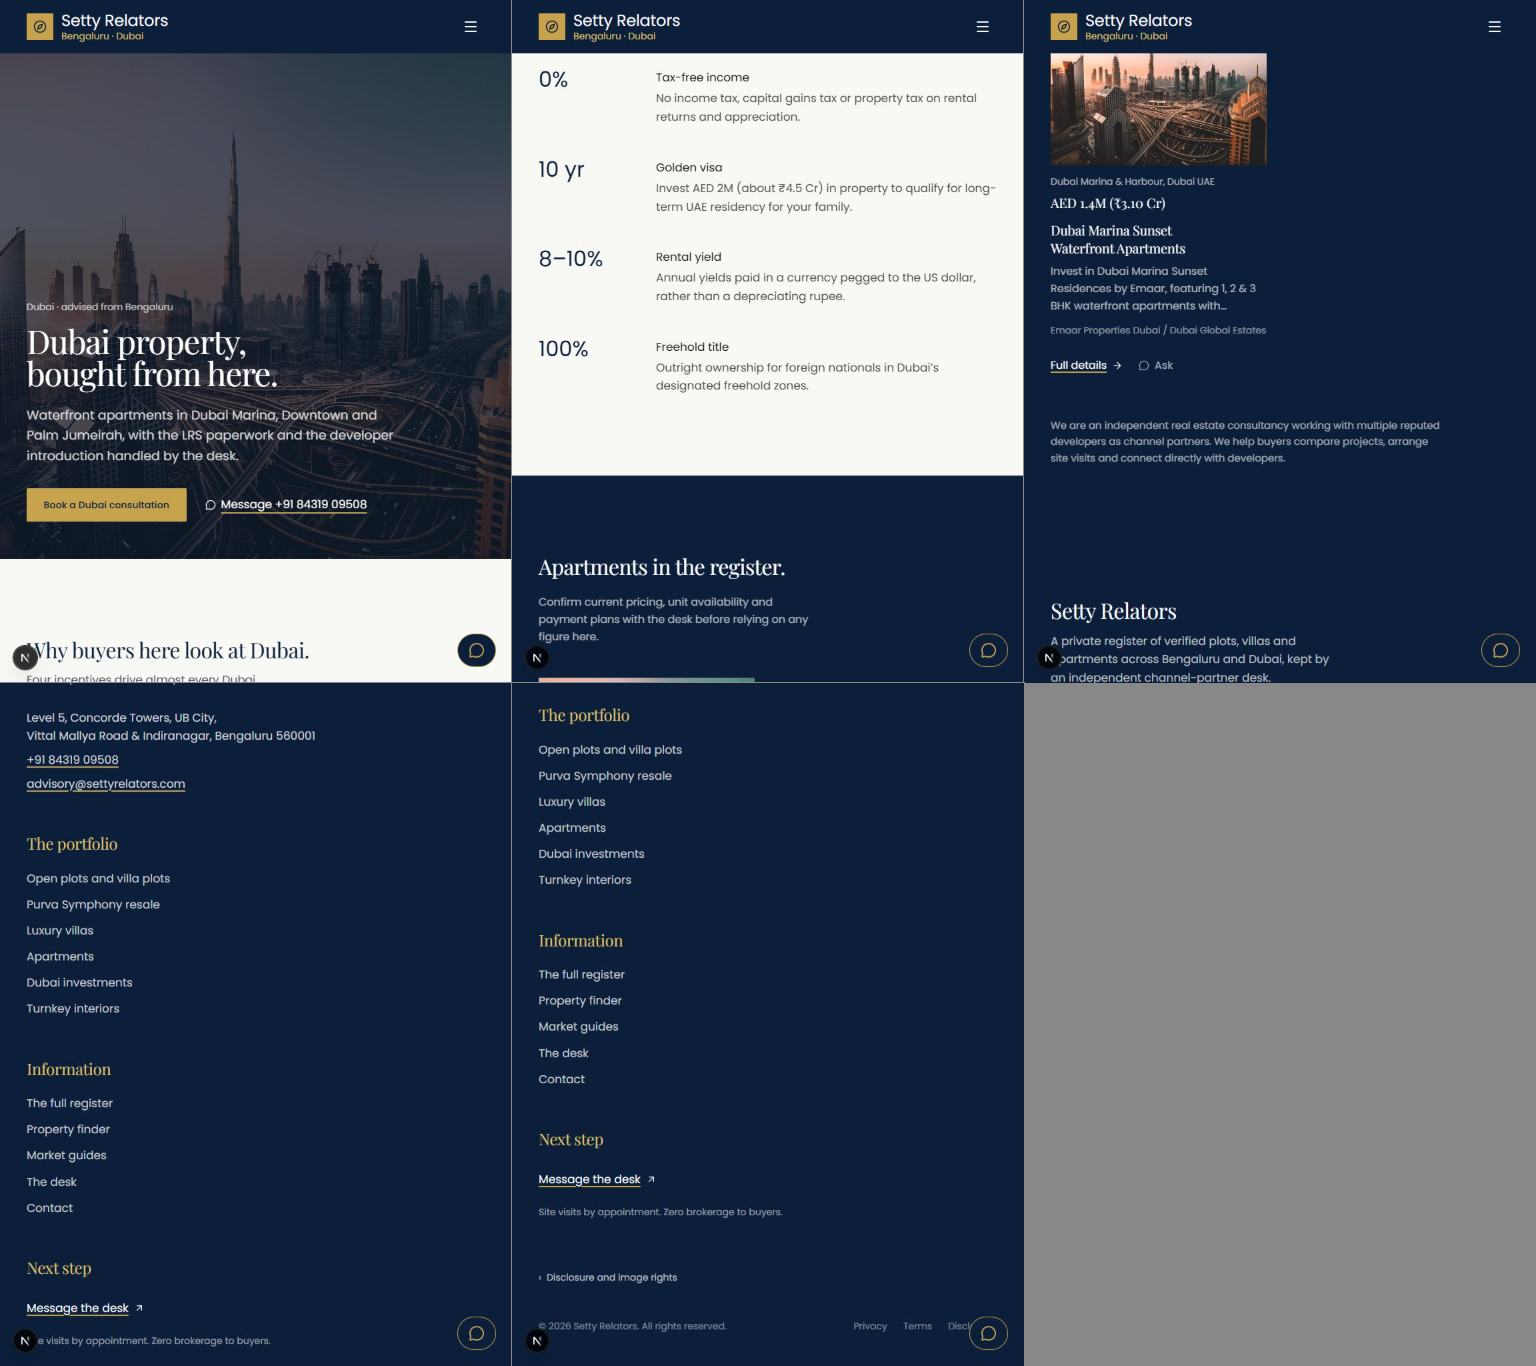 Setty Relators
Bengaluru · Dubai
Dubai · advised from Bengaluru
Dubai property,
bought from here.
Waterfront apartments in Dubai Marina, Downtown and
Palm Jumeirah, with the LRS paperwork and the developer
introduction handled by the desk.
Book a Dubai consultation
Message +91 84319 09508
Why buyers here look at Dubai.
N
Four incentives drive almost every Dubai
Setty Relators
Bengaluru · Dubai
0%
Tax-free income
No income tax, capital gains tax or property tax on rental
returns and appreciation.
10 yr
Golden visa
Invest AED 2M (about ₹4.5 Cr) in property to qualify for long-
term UAE residency for your family.
8–10%
Rental yield
Annual yields paid in a currency pegged to the US dollar,
rather than a depreciating rupee.
100%
Freehold title
Outright ownership for foreign nationals in Dubai’s
designated freehold zones.
Apartments in the register.
Confirm current pricing, unit availability and
payment plans with the desk before relying on any
figure here.
N
Setty Relators
Bengaluru · Dubai
Dubai Marina & Harbour, Dubai UAE
AED 1.4M (₹3.10 Cr)
Dubai Marina Sunset
Waterfront Apartments
Invest in Dubai Marina Sunset
Residences by Emaar, featuring 1, 2 & 3
BHK waterfront apartments with...
Emaar Properties Dubai / Dubai Global Estates
Full details → Ask
We are an independent real estate consultancy working with multiple reputed
developers as channel partners. We help buyers compare projects, arrange
site visits and connect directly with developers.
Setty Relators
A private register of verified plots, villas and
apartments across Bengaluru and Dubai, kept by
an independent channel-partner desk.
N
Level 5, Concorde Towers, UB City,
Vittal Mallya Road & Indiranagar, Bengaluru 560001
+91 84319 09508
advisory@settyrelators.com
The portfolio
Open plots and villa plots
Purva Symphony resale
Luxury villas
Apartments
Dubai investments
Turnkey interiors
Information
The full register
Property finder
Market guides
The desk
Contact
Next step
Message the desk ↗
N
e visits by appointment. Zero brokerage to buyers.
The portfolio
Open plots and villa plots
Purva Symphony resale
Luxury villas
Apartments
Dubai investments
Turnkey interiors
Information
The full register
Property finder
Market guides
The desk
Contact
Next step
Message the desk ↗
Site visits by appointment. Zero brokerage to buyers.
› Disclosure and image rights
© 2026 Setty Relators. All rights reserved.
Privacy Terms Discl
N